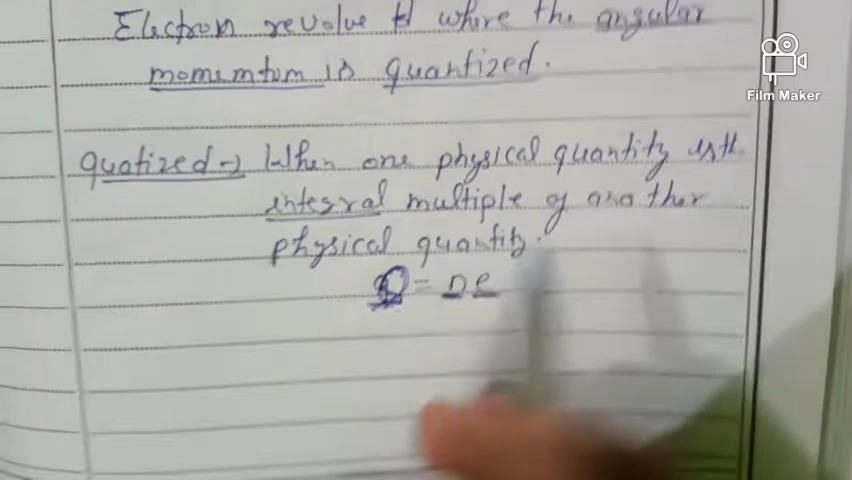 Electron revolve where the angular
momentum is quantized.
Film Maker
quatized → When one physical quantity is th
integral multiple of another
physical quantity.
Q = ne